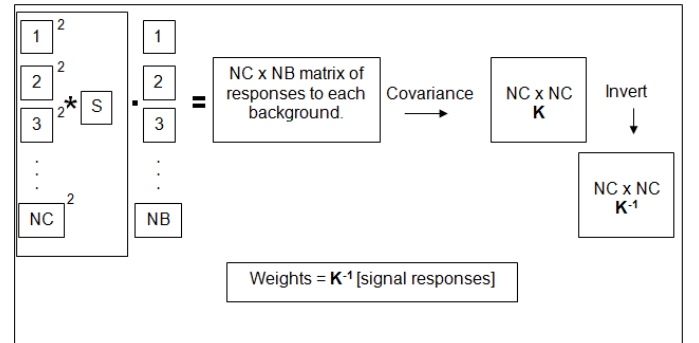 1 2 1
2 2 2
* S · = NC x NB matrix of
responses to each
background.
3 2 3
Covariance
NC x NC
K
Invert
.
.
.
.
.
.
NC 2 NB
NC x NC
K-1
Weights = K-1 [signal responses]